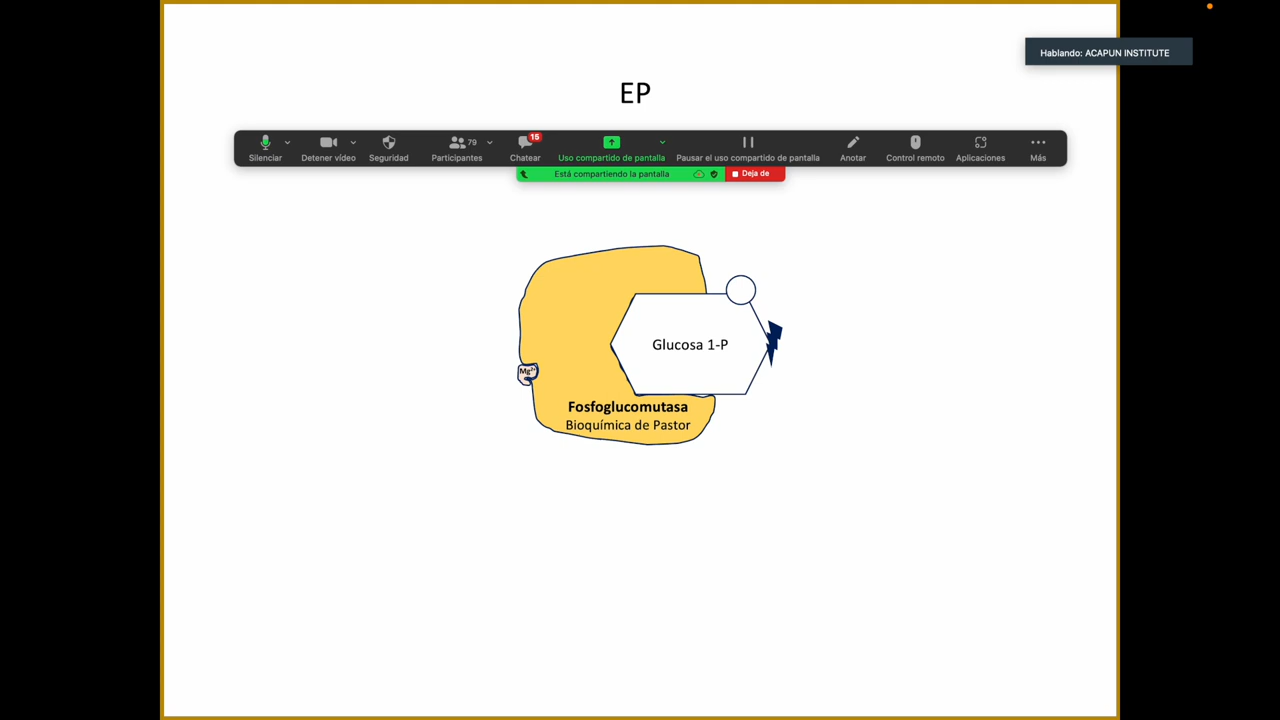 Hablando: ACAPUN INSTITUTE
EP
Silenciar
Detener vídeo
Seguridad
79
Participantes
15
Chatear
Uso compartido de pantalla
Pausar el uso compartido de pantalla
Anotar
Control remoto
Aplicaciones
Más
Está compartiendo la pantalla
Deja de
Glucosa 1-P
Mg²⁺
Fosfoglucomutasa
Bioquímica de Pastor